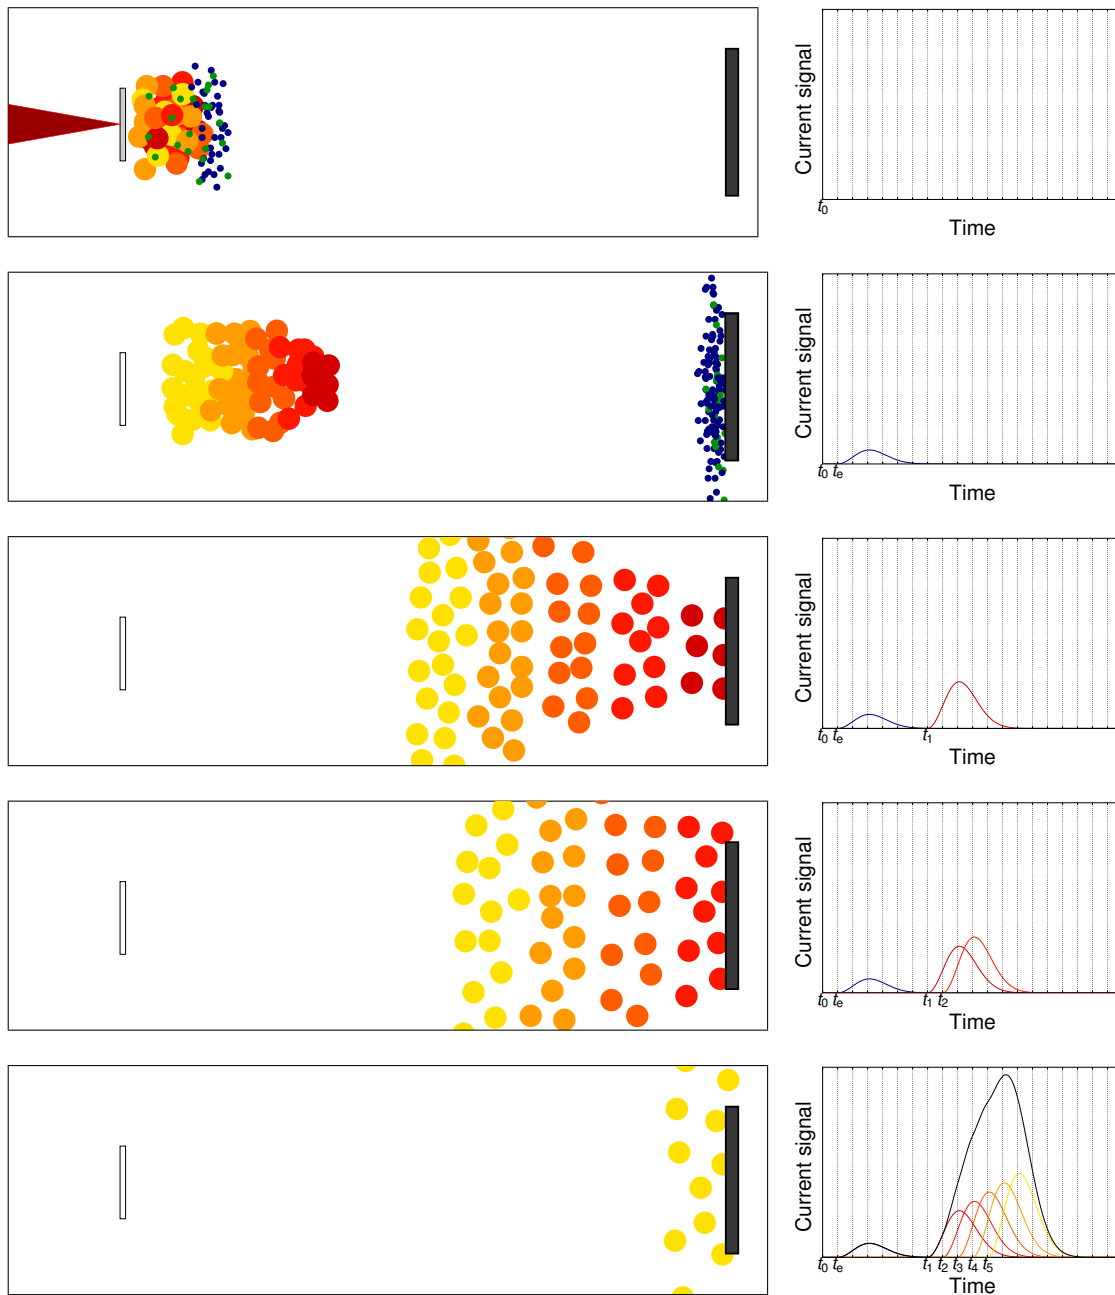 Current signal
t0
Time
Current signal
t0 te
Time
Current signal
t0 te t1
Time
Current signal
t0 te t1 t2
Time
Current signal
t0 te t1 t2 t3 t4 t5
Time